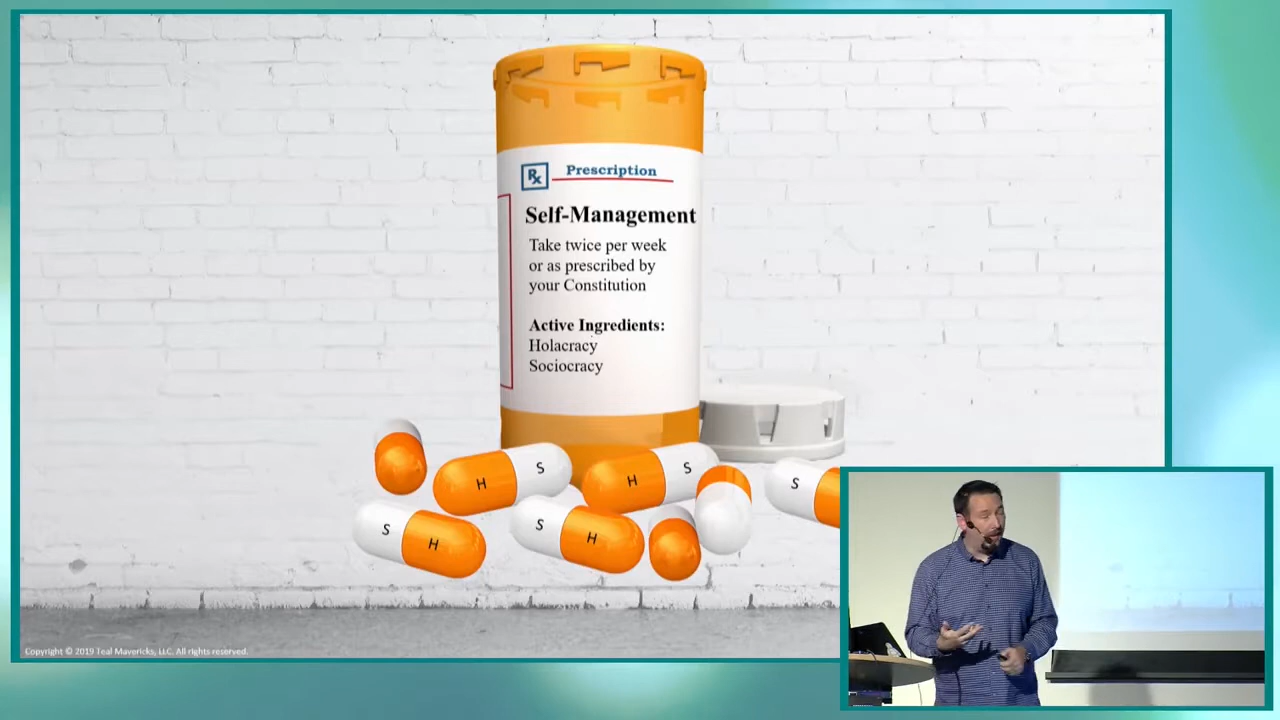 Rx Prescription
Self-Management
Take twice per week
or as prescribed by
your Constitution
Active Ingredients:
Holacracy
Sociocracy
H S
H S
S
S H
S H
Copyright © 2019 Teal Mavericks, LLC. All rights reserved.